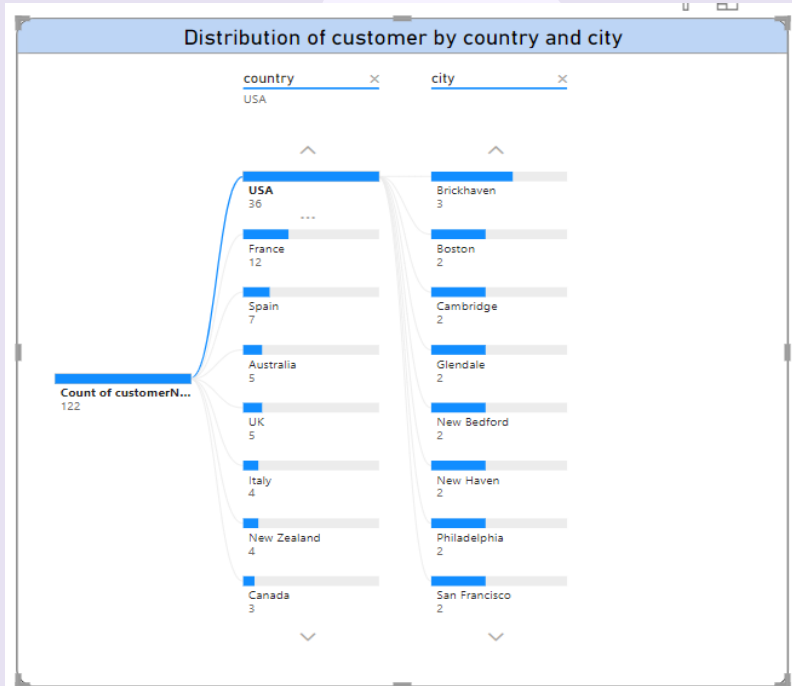 Distribution of customer by country and city
country
city
USA
USA
36
...
France
12
Spain
7
Australia
5
UK
5
Italy
4
New Zealand
4
Canada
3
Count of customerN...
122
Brickhaven
3
Boston
2
Cambridge
2
Glendale
2
New Bedford
2
New Haven
2
Philadelphia
2
San Francisco
2